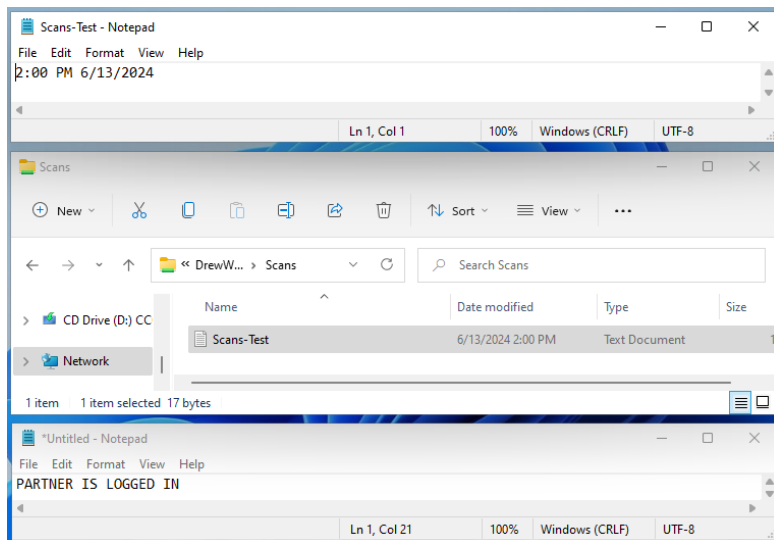 Scans-Test - Notepad
File Edit Format View Help
2:00 PM 6/13/2024
Ln 1, Col 1 100% Windows (CRLF) UTF-8
Scans
New Sort View
« DrewW... > Scans Search Scans
Name Date modified Type Size
CD Drive (D:) CC
Scans-Test 6/13/2024 2:00 PM Text Document 1
Network
1 item 1 item selected 17 bytes
*Untitled - Notepad
File Edit Format View Help
PARTNER IS LOGGED IN
Ln 1, Col 21 100% Windows (CRLF) UTF-8